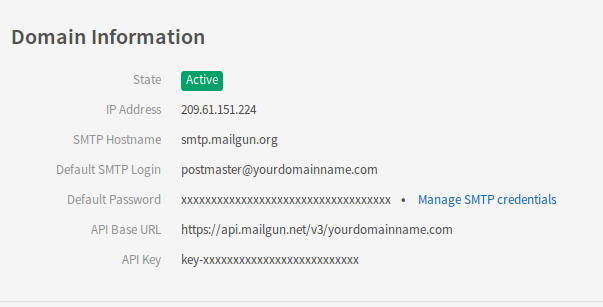 Domain Information
State Active
IP Address 209.61.151.224
SMTP Hostname smtp.mailgun.org
Default SMTP Login postmaster@yourdomainname.com
Default Password xxxxxxxxxxxxxxxxxxxxxxxxxxxxxxxxxxx • Manage SMTP credentials
API Base URL https://api.mailgun.net/v3/yourdomainname.com
API Key key-xxxxxxxxxxxxxxxxxxxxxxxxxx